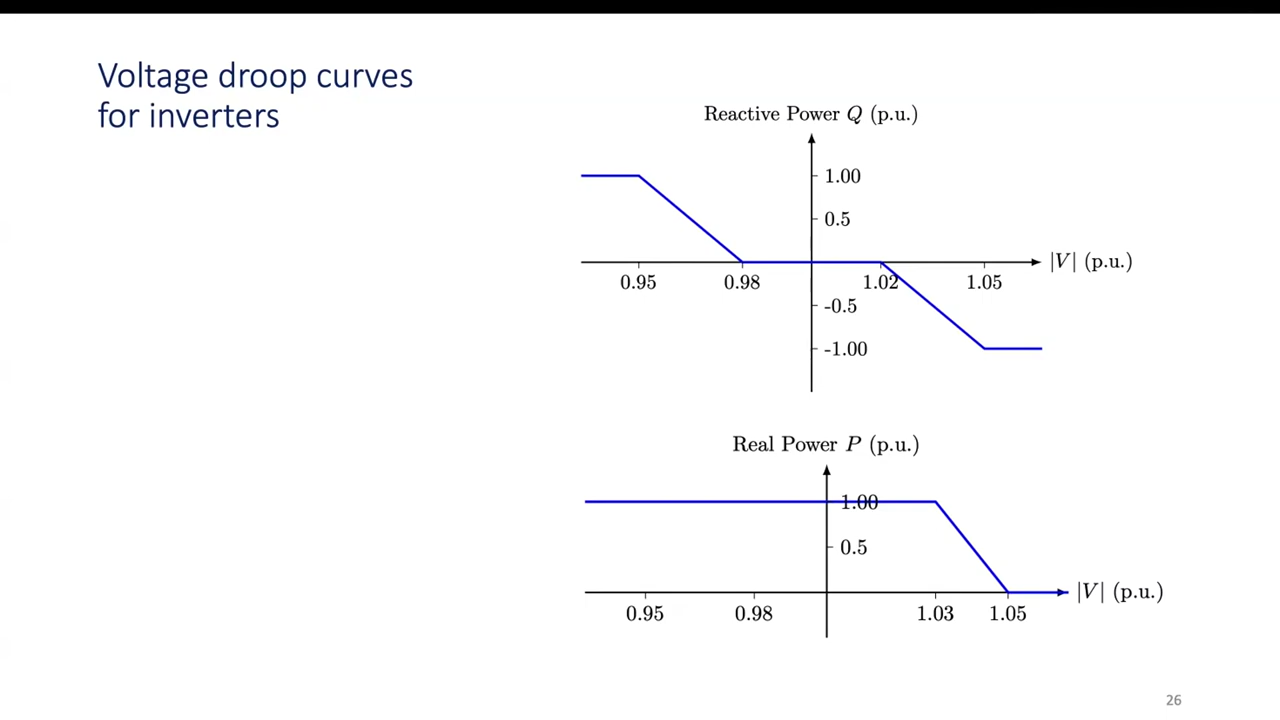 Voltage droop curves
for inverters
Reactive Power Q (p.u.)
1.00
0.5
|V| (p.u.)
0.95 0.98 1.02 1.05
-0.5
-1.00
Real Power P (p.u.)
1.00
0.5
|V| (p.u.)
0.95 0.98 1.03 1.05
26